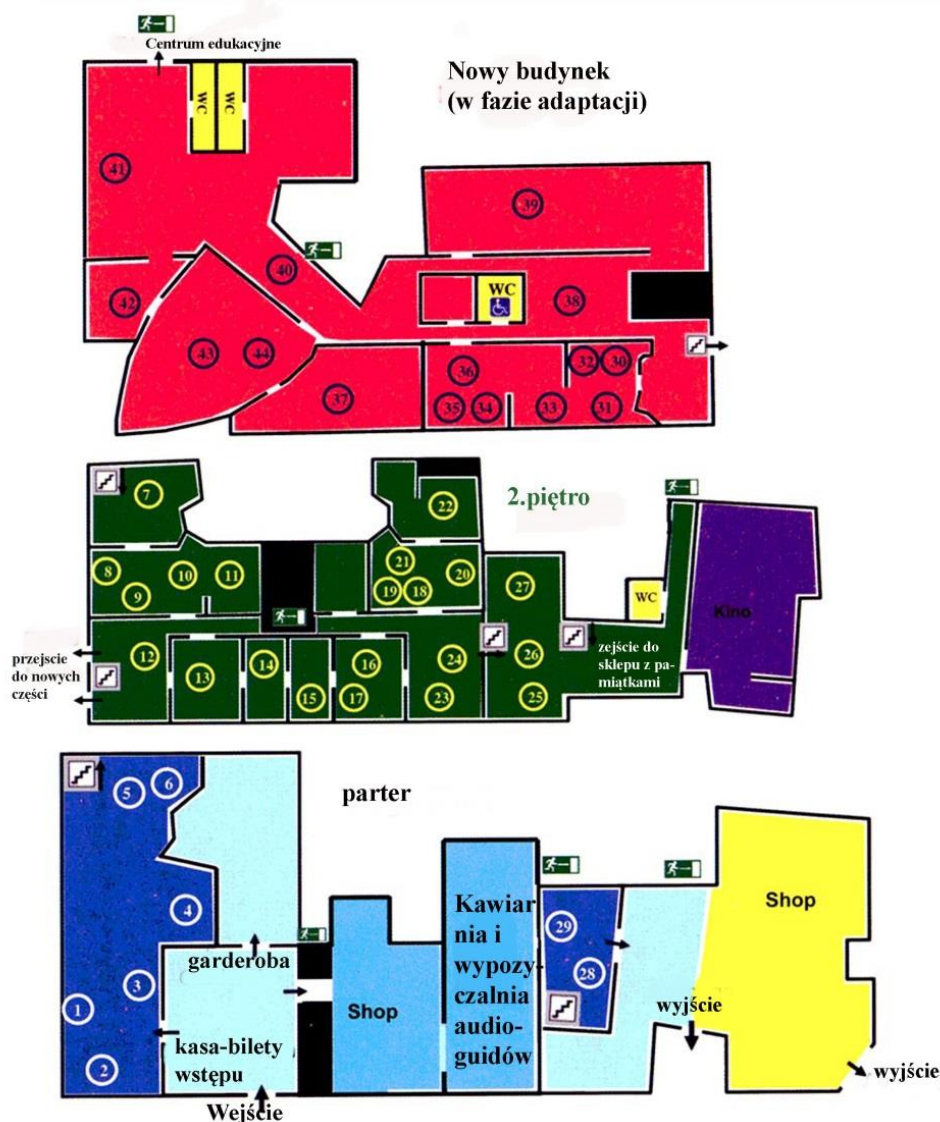 Centrum edukacyjne
Nowy budynek
(w fazie adaptacji)
WC
WC
41
39
40
42
WC
38
43
44
36
32
30
37
35
34
33
31
2.piętro
7
22
8
9
10
11
21
20
19
18
27
WC
Kino
przejscie
do nowych
części
12
13
14
15
16
17
24
23
26
25
zejście do
sklepu z pa-
miątkami
parter
5
6
4
3
1
2
garderoba
kasa-bilety
wstępu
Wejście
Shop
Kawiar
nia i
wypozy-
czalnia
audio-
guidów
29
28
Shop
wyjście
wyjście